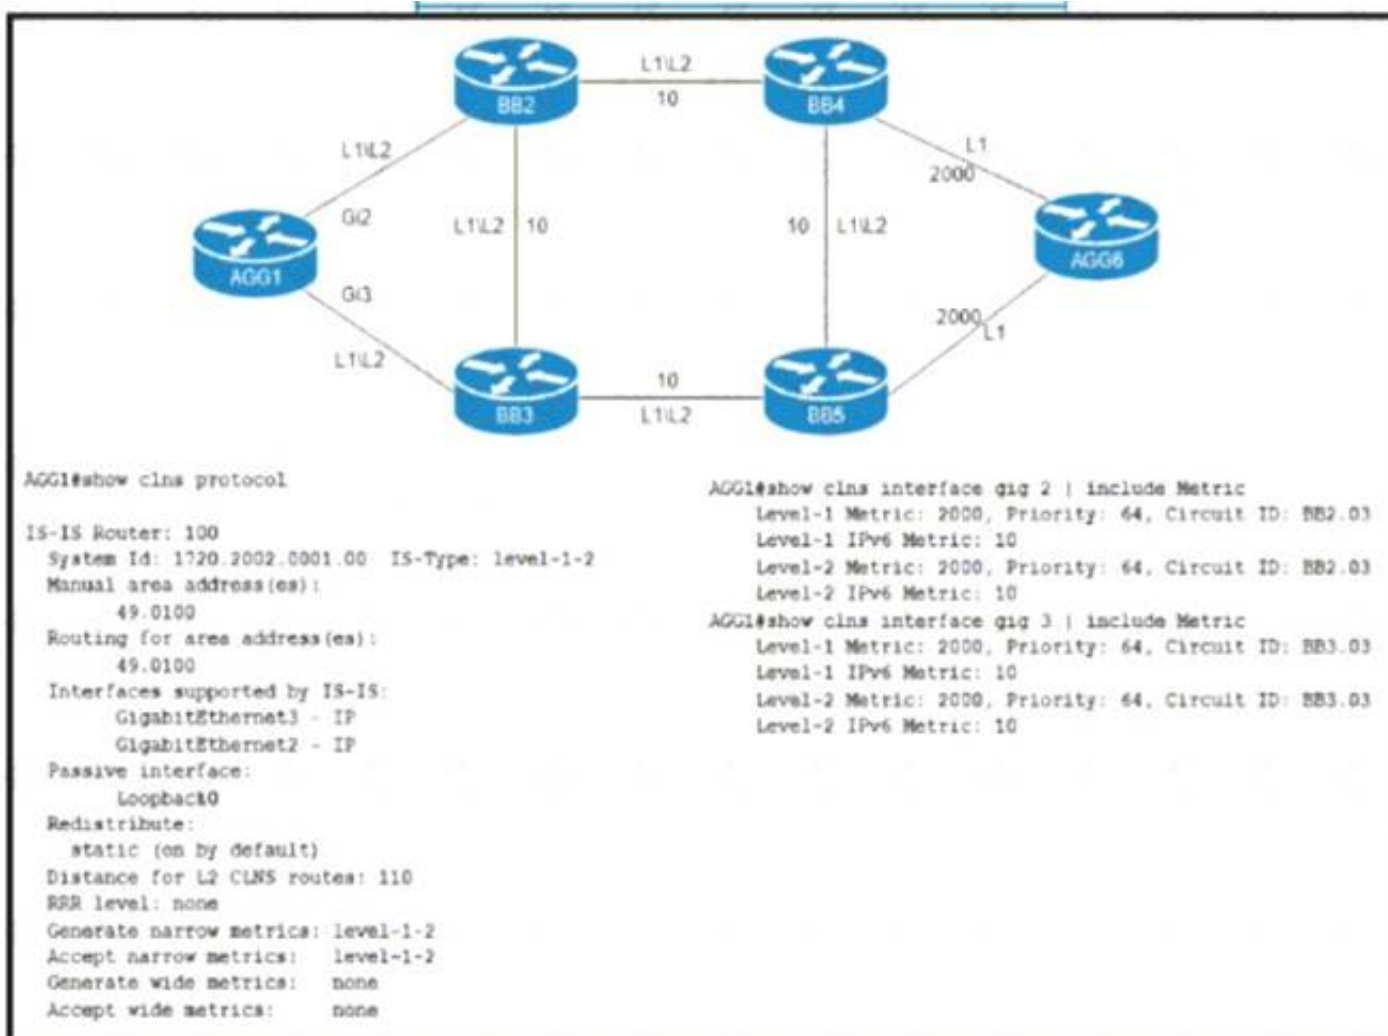 BB2
L1\L2
10
BB4
L1\L2
Gi2
L1\L2 10
10 L1\L2
L1
2000
AGG1
AGG6
Gi3
L1\L2
2000
L1
BB3
10
L1\L2
BB5
AGG1#show clns protocol
IS-IS Router: 100
System Id: 1720.2002.0001.00 IS-Type: level-1-2
Manual area address(es):
49.0100
Routing for area address(es):
49.0100
Interfaces supported by IS-IS:
GigabitEthernet3 - IP
GigabitEthernet2 - IP
Passive interface:
Loopback0
Redistribute:
static (on by default)
Distance for L2 CLNS routes: 110
RRR level: none
Generate narrow metrics: level-1-2
Accept narrow metrics: level-1-2
Generate wide metrics: none
Accept wide metrics: none
AGG1#show clns interface gig 2 | include Metric
Level-1 Metric: 2000, Priority: 64, Circuit ID: BB2.03
Level-1 IPv6 Metric: 10
Level-2 Metric: 2000, Priority: 64, Circuit ID: BB2.03
Level-2 IPv6 Metric: 10
AGG1#show clns interface gig 3 | include Metric
Level-1 Metric: 2000, Priority: 64, Circuit ID: BB3.03
Level-1 IPv6 Metric: 10
Level-2 Metric: 2000, Priority: 64, Circuit ID: BB3.03
Level-2 IPv6 Metric: 10